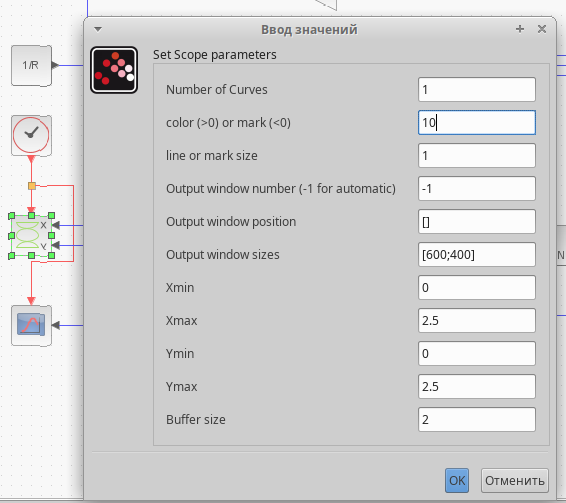 Ввод значений
Set Scope parameters
1/R
Number of Curves 1
color (>0) or mark (<0) 10
line or mark size 1
Output window number (-1 for automatic) -1
X
Output window position []
Y
Output window sizes [600;400]
N
Xmin 0
Xmax 2.5
Ymin 0
Ymax 2.5
Buffer size 2
OK Отменить